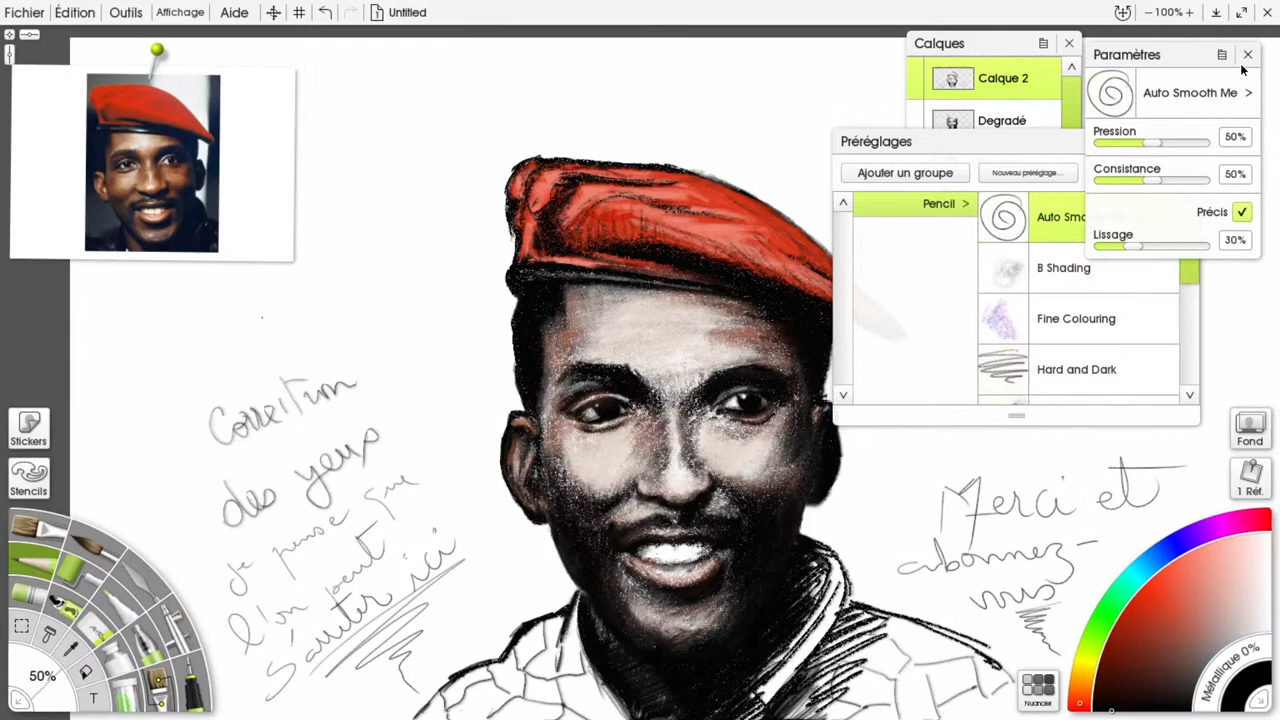 Fichier Édition Outils Affichage Aide Untitled 100%
Calques
Calque 2
Degradé
Paramètres
Auto Smooth Me >
Pression 50%
Consistance 50%
Précis
Lissage 30%
Préréglages
Ajouter un groupe Nouveau préréglage...
Pencil >
Auto Smo
B Shading
Fine Colouring
Hard and Dark
Correction
des yeux
je pense que
l'on peut
s'arrêter ici
Merci et
abonnez-
vous
Stickers
Stencils
50%
T
Fond
1 Réf.
Nuancier
Métallique 0%